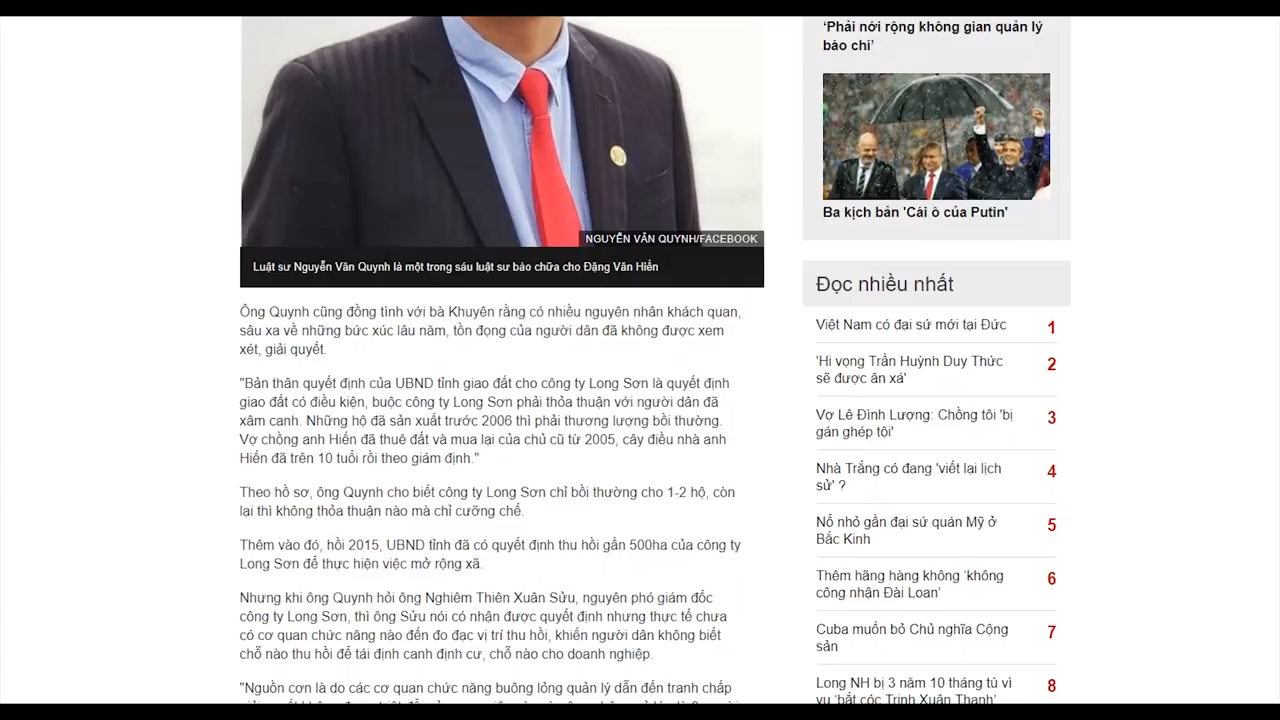 NGUYỄN VĂN QUYNH/FACEBOOK
Luật sư Nguyễn Văn Quynh là một trong sáu luật sư bào chữa cho Đặng Văn Hiến
Ông Quynh cũng đồng tình với bà Khuyên rằng có nhiều nguyên nhân khách quan,
sâu xa về những bức xúc lâu năm, tồn đọng của người dân đã không được xem
xét, giải quyết.
"Bản thân quyết định của UBND tỉnh giao đất cho công ty Long Sơn là quyết định
giao đất có điều kiện, buộc công ty Long Sơn phải thỏa thuận với người dân đã
xâm canh. Những hộ đã sản xuất trước 2006 thì phải thương lượng bồi thường.
Vợ chồng anh Hiến đã thuê đất và mua lại của chủ cũ từ 2005, cây điều nhà anh
Hiến đã trên 10 tuổi rồi theo giám định."
Theo hồ sơ, ông Quynh cho biết công ty Long Sơn chỉ bồi thường cho 1-2 hộ, còn
lại thì không thỏa thuận nào mà chỉ cưỡng chế.
Thêm vào đó, hồi 2015, UBND tỉnh đã có quyết định thu hồi gần 500ha của công ty
Long Sơn để thực hiện việc mở rộng xã.
Nhưng khi ông Quynh hỏi ông Nghiêm Thiên Xuân Sửu, nguyên phó giám đốc
công ty Long Sơn, thì ông Sửu nói có nhận được quyết định nhưng thực tế chưa
có cơ quan chức năng nào đến đo đạc vị trí thu hồi, khiến người dân không biết
chỗ nào thu hồi để tái định canh định cư, chỗ nào cho doanh nghiệp.
"Nguồn cơn là do các cơ quan chức năng buông lỏng quản lý dẫn đến tranh chấp
'Phải nới rộng không gian quản lý
báo chí'
Ba kịch bản 'Cái ô của Putin'
Đọc nhiều nhất
Việt Nam có đại sứ mới tại Đức 1
'Hi vọng Trần Huỳnh Duy Thức 2
sẽ được ân xá'
Vợ Lê Đình Lượng: Chồng tôi 'bị 3
gán ghép tội'
Nhà Trắng có đang 'viết lại lịch 4
sử' ?
Nổ nhỏ gần đại sứ quán Mỹ ở 5
Bắc Kinh
Thêm hãng hàng không 'không 6
công nhận Đài Loan'
Cuba muốn bỏ Chủ nghĩa Cộng 7
sản
Long NH bị 3 năm 10 tháng tù vì 8
vụ 'bắt cóc Trịnh Xuân Thanh'